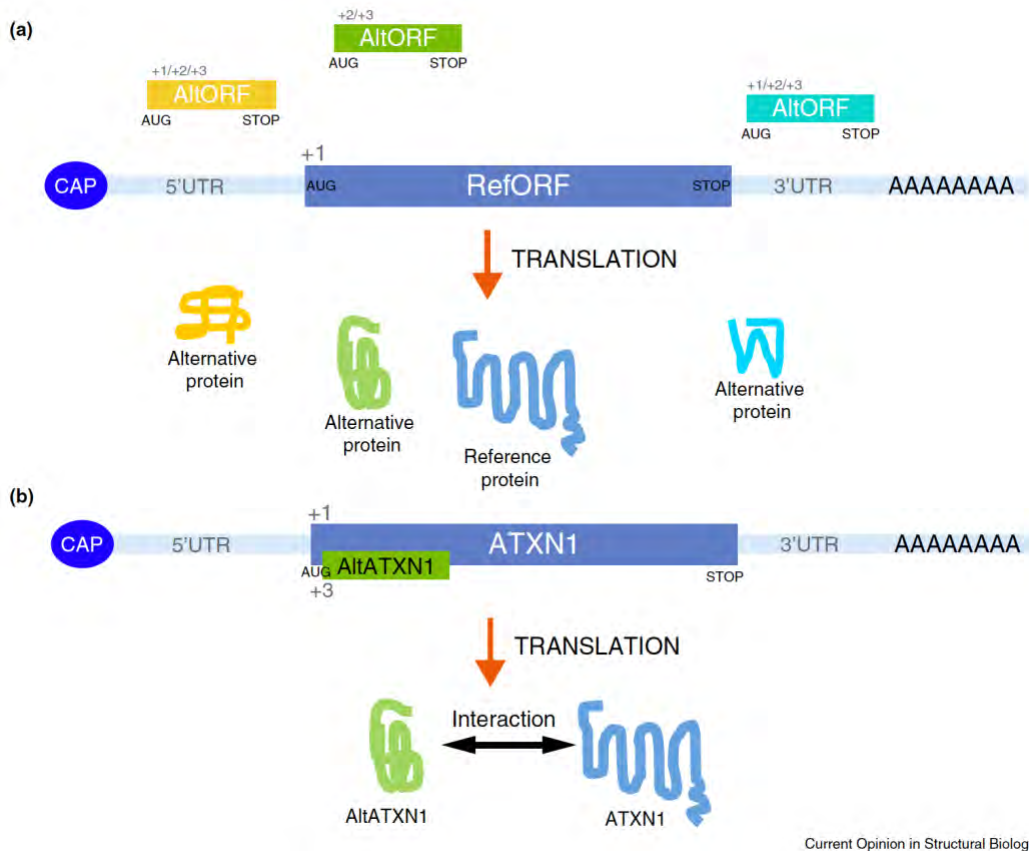 (a)
+2/+3
AltORF
AUG STOP
+1/+2/+3
AltORF
AUG STOP
+1/+2/+3
AltORF
AUG STOP
+1
CAP 5'UTR AUG RefORF STOP 3'UTR AAAAAAAA
TRANSLATION
Alternative
protein
Alternative
protein
Reference
protein
Alternative
protein
(b)
+1
CAP 5'UTR ATXN1 3'UTR AAAAAAAA
AUG AltATXN1 STOP
+3
TRANSLATION
Interaction
AltATXN1 ATXN1
Current Opinion in Structural Biolog